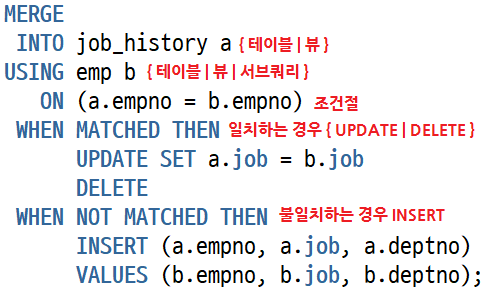 MERGE
INTO job_history a { 테이블 | 뷰 }
USING emp b { 테이블 | 뷰 | 서브쿼리 }
ON (a.empno = b.empno) 조건절
WHEN MATCHED THEN 일치하는 경우 { UPDATE | DELETE }
UPDATE SET a.job = b.job
DELETE
WHEN NOT MATCHED THEN 불일치하는 경우 INSERT
INSERT (a.empno, a.job, a.deptno)
VALUES (b.empno, b.job, b.deptno);